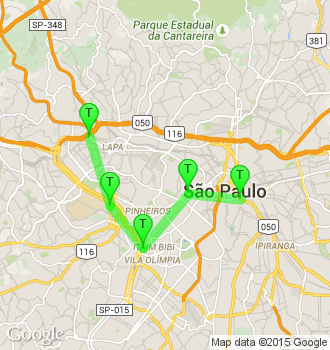 SP-348
Parque Estadual
da Cantareira
381
T
050
116
LAPA
T
T
T
São Paulo
PINHEIROS
T
050
ITAIM BIBI
VILA OLÍMPIA
IPIRANGA
116
SP-015
Google
Map data ©2015 Google